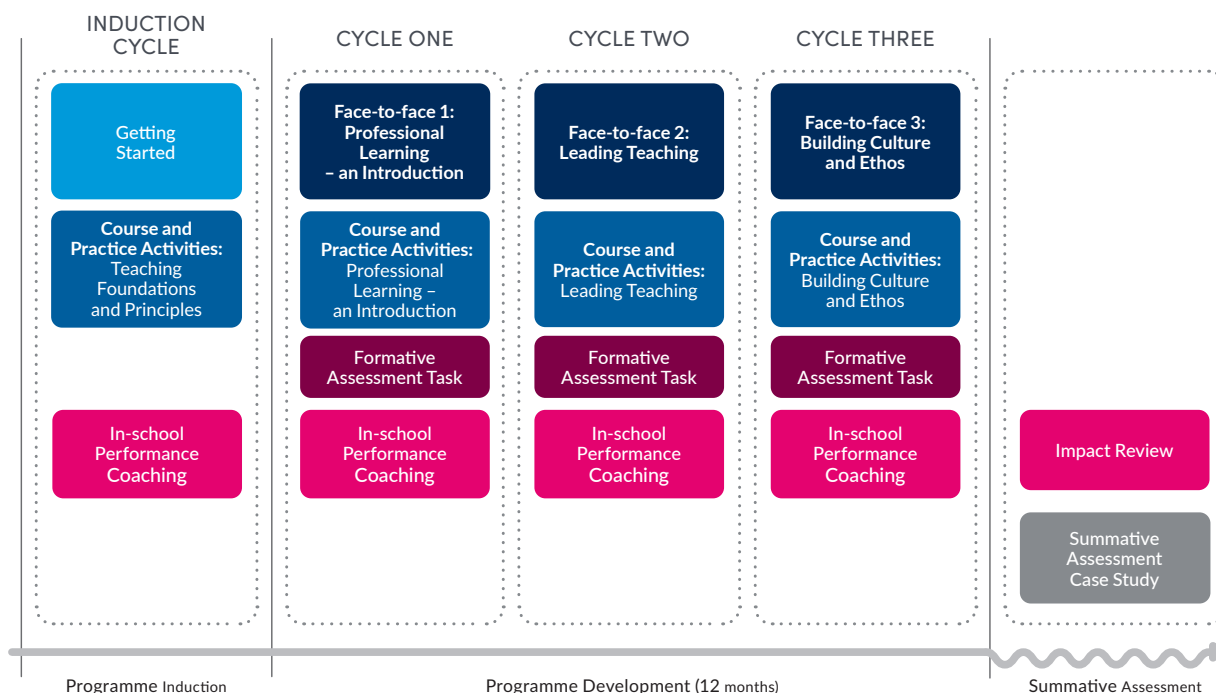 INDUCTION
CYCLE
CYCLE ONE
CYCLE TWO
CYCLE THREE
Getting
Started
Face-to-face 1:
Professional
Learning
– an Introduction
Face-to-face 2:
Leading Teaching
Face-to-face 3:
Building Culture
and Ethos
Course and
Practice Activities:
Teaching
Foundations
and Principles
Course and
Practice Activities:
Professional
Learning –
an Introduction
Course and
Practice Activities:
Leading Teaching
Course and
Practice Activities:
Building Culture
and Ethos
Formative
Assessment Task
Formative
Assessment Task
Formative
Assessment Task
In-school
Performance
Coaching
In-school
Performance
Coaching
In-school
Performance
Coaching
In-school
Performance
Coaching
Impact Review
Summative
Assessment
Case Study
Programme Induction
Programme Development (12 months)
Summative Assessment